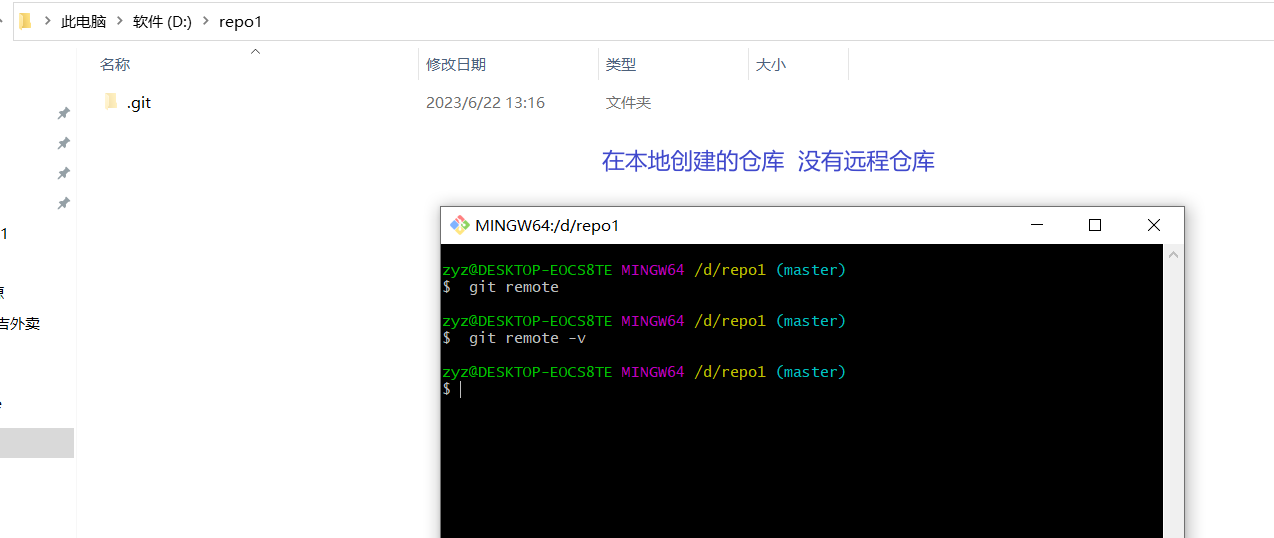 此电脑 软件 (D:) repo1
名称 修改日期 类型 大小
.git 2023/6/22 13:16 文件夹
在本地创建的仓库 没有远程仓库
1
吉外卖
MINGW64:/d/repo1
zyz@DESKTOP-EOCS8TE MINGW64 /d/repo1 (master)
$ git remote
zyz@DESKTOP-EOCS8TE MINGW64 /d/repo1 (master)
$ git remote -v
zyz@DESKTOP-EOCS8TE MINGW64 /d/repo1 (master)
$